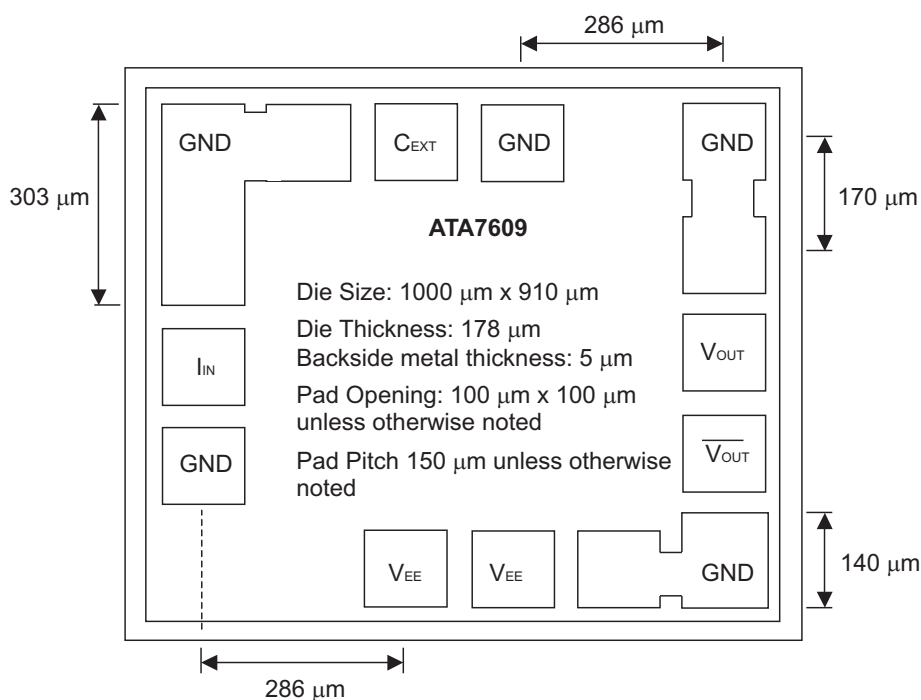 286 μm
GND
CEXT
GND
GND
303 μm
170 μm
ATA7609
Die Size: 1000 μm x 910 μm
Die Thickness: 178 μm
Backside metal thickness: 5 μm
Pad Opening: 100 μm x 100 μm
unless otherwise noted
Pad Pitch 150 μm unless otherwise
noted
IIN
VOUT
GND
V̅O̅U̅T̅
VEE
VEE
GND
140 μm
286 μm